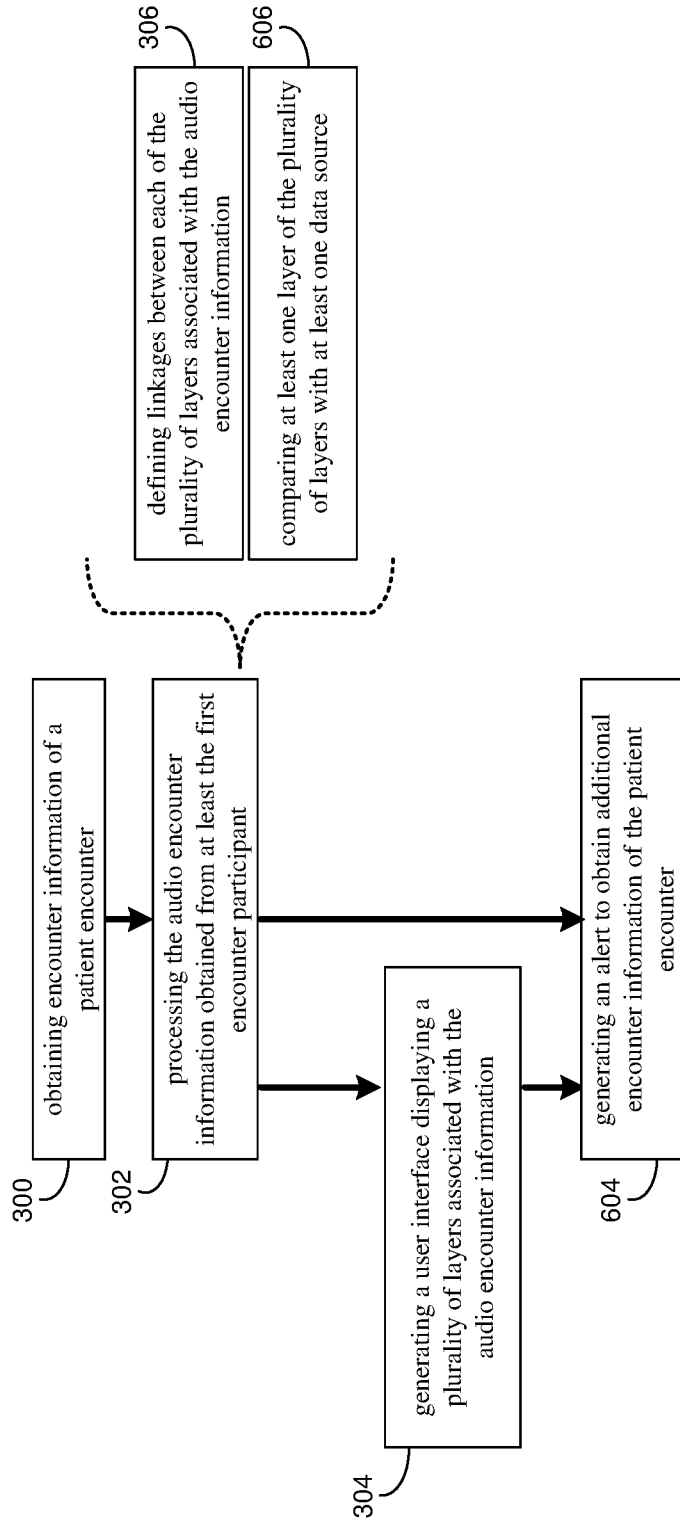 300
obtaining encounter information of a
patient encounter
302
processing the audio encounter
information obtained from at least the first
encounter participant
306
defining linkages between each of the
plurality of layers associated with the audio
encounter information
606
comparing at least one layer of the plurality
of layers with at least one data source
304
generating a user interface displaying a
plurality of layers associated with the
audio encounter information
604
generating an alert to obtain additional
encounter information of the patient
encounter